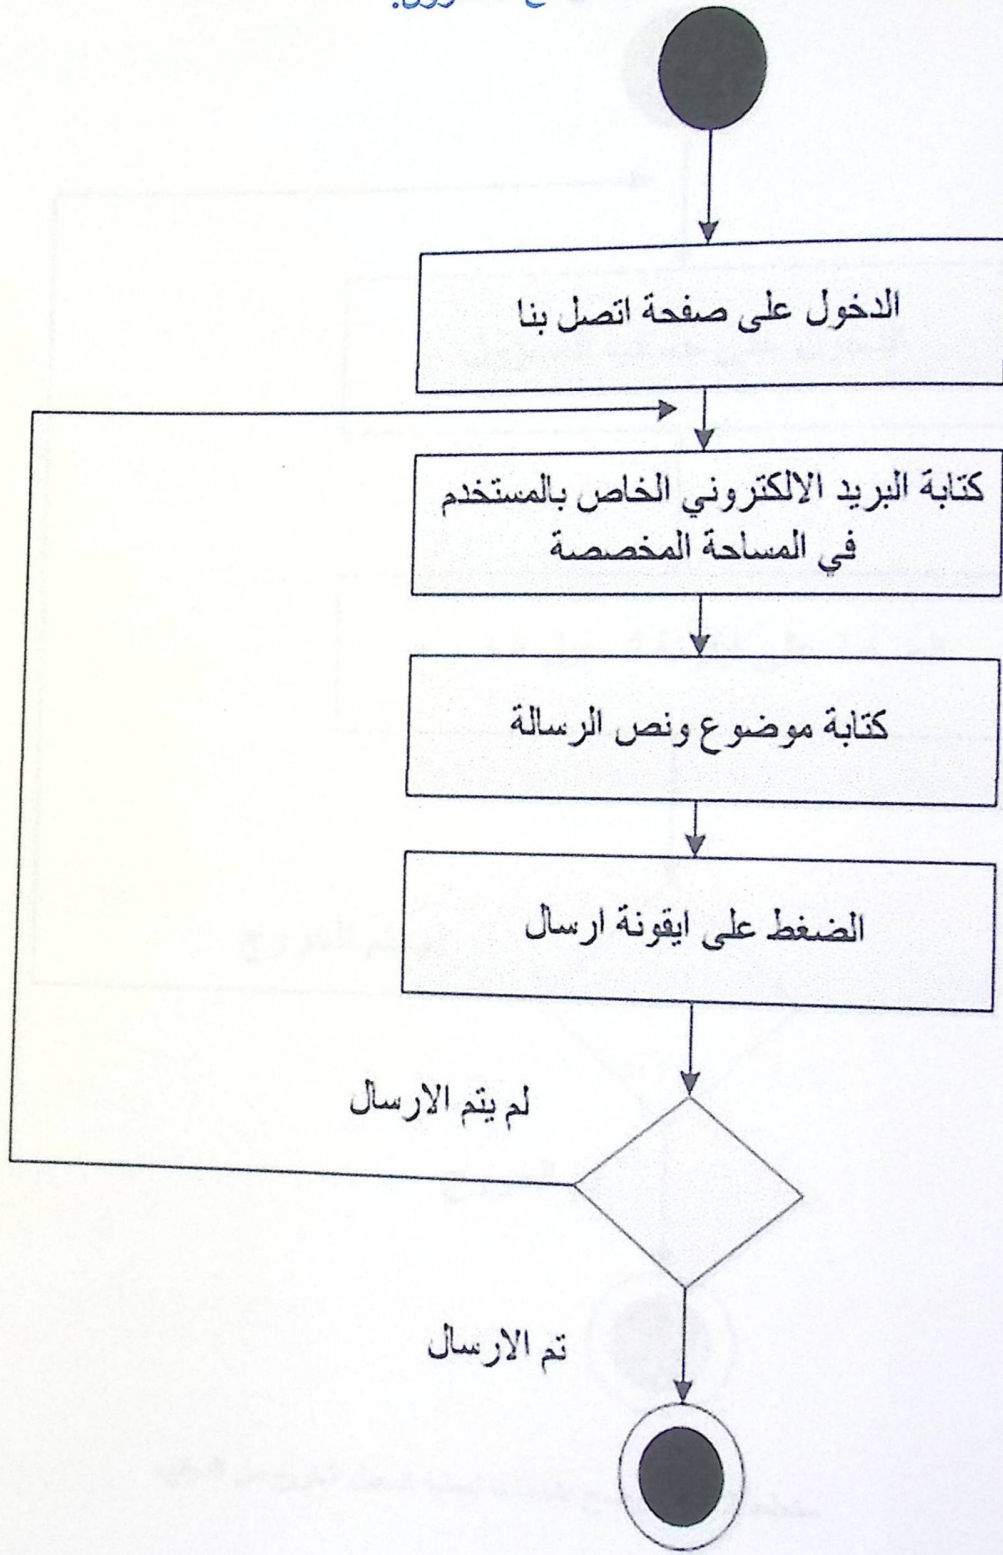 الدخول على صفحة اتصل بنا
كتابة البريد الالكتروني الخاص بالمستخدم
في المساحة المخصصة
كتابة موضوع ونص الرسالة
الضغط على ايقونة ارسال
لم يتم الارسال
تم الارسال